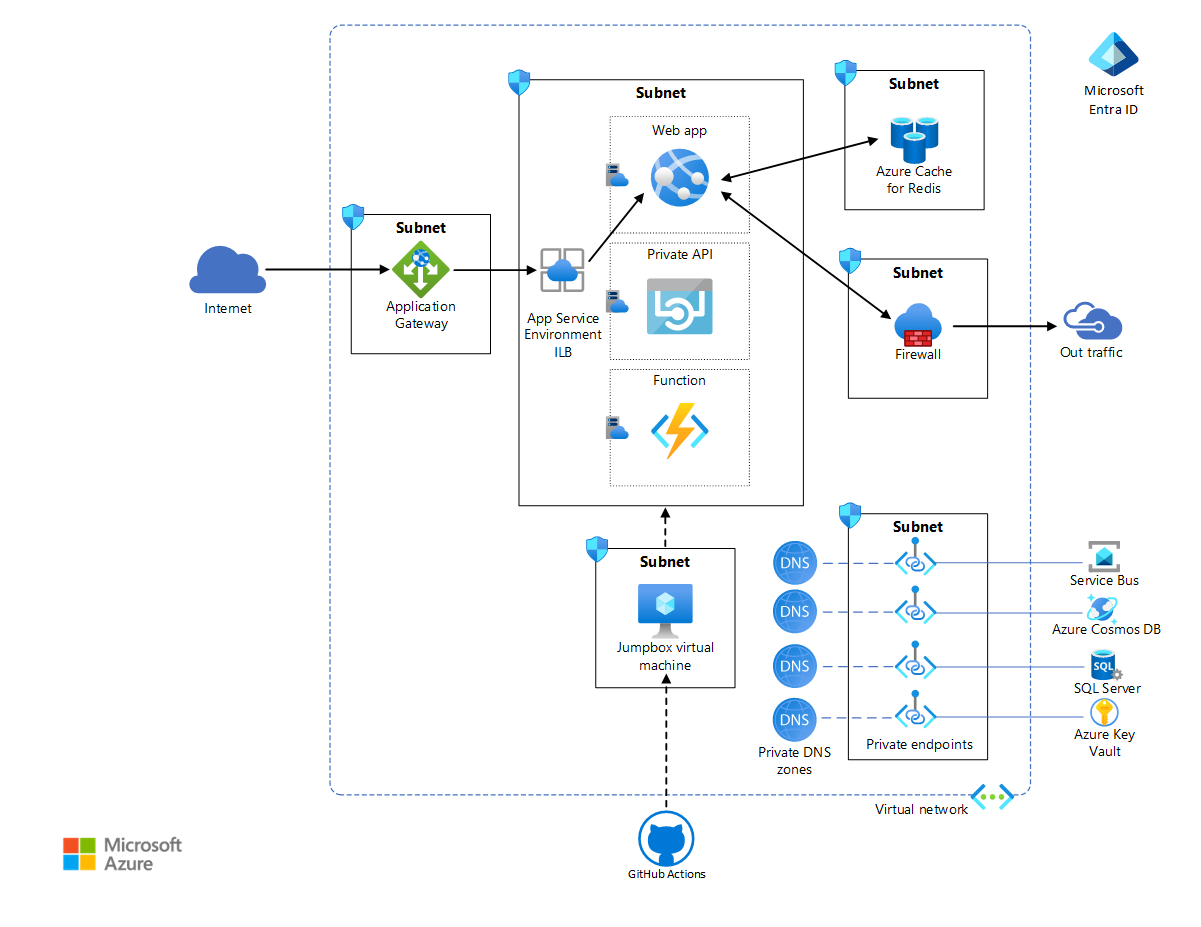 Microsoft
Entra ID
Subnet
Web app
Subnet
Azure Cache
for Redis
Subnet
Application
Gateway
Internet
App Service
Environment
ILB
Private API
Subnet
Firewall
Out traffic
Function
Subnet
Jumpbox virtual
machine
Subnet
DNS
DNS
DNS
DNS
Private DNS
zones
Private endpoints
Service Bus
Azure Cosmos DB
SQL
SQL Server
Azure Key
Vault
Virtual network
GitHub Actions
Microsoft
Azure